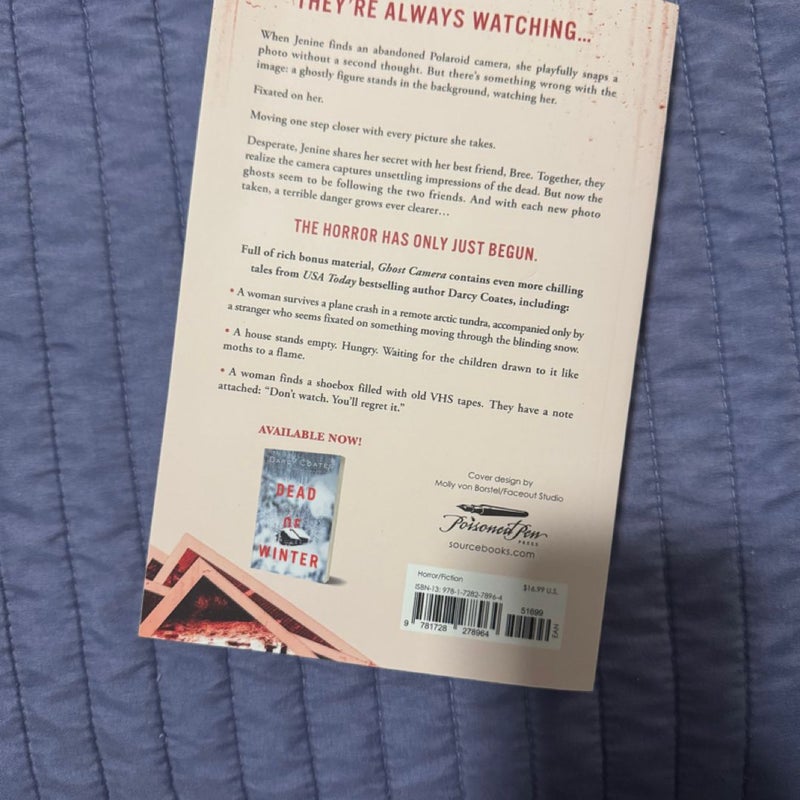 THEY'RE ALWAYS WATCHING...
When Jenine finds an abandoned Polaroid camera, she playfully snaps a
photo without a second thought. But there's something wrong with the
image: a ghostly figure stands in the background, watching her.
Fixated on her.
Moving one step closer with every picture she takes.
Desperate, Jenine shares her secret with her best friend, Bree. Together, they
realize the camera captures unsettling impressions of the dead. But now the
ghosts seem to be following the two friends. And with each new photo
taken, a terrible danger grows ever clearer...
THE HORROR HAS ONLY JUST BEGUN.
Full of rich bonus material, Ghost Camera contains even more chilling
tales from USA Today bestselling author Darcy Coates, including:
• A woman survives a plane crash in a remote arctic tundra, accompanied only by
a stranger who seems fixated on something moving through the blinding snow.
• A house stands empty. Hungry. Waiting for the children drawn to it like
moths to a flame.
• A woman finds a shoebox filled with old VHS tapes. They have a note
attached: "Don't watch. You'll regret it."
AVAILABLE NOW!
DARCY COATES
DEAD
OF
WINTER
Cover design by
Molly von Borstel/Faceout Studio
Poisoned Pen
PRESS
sourcebooks.com
Horror/Fiction
$16.99 U.S.
ISBN-13: 978-1-7282-7896-4
51699
9 781728 278964
EAN